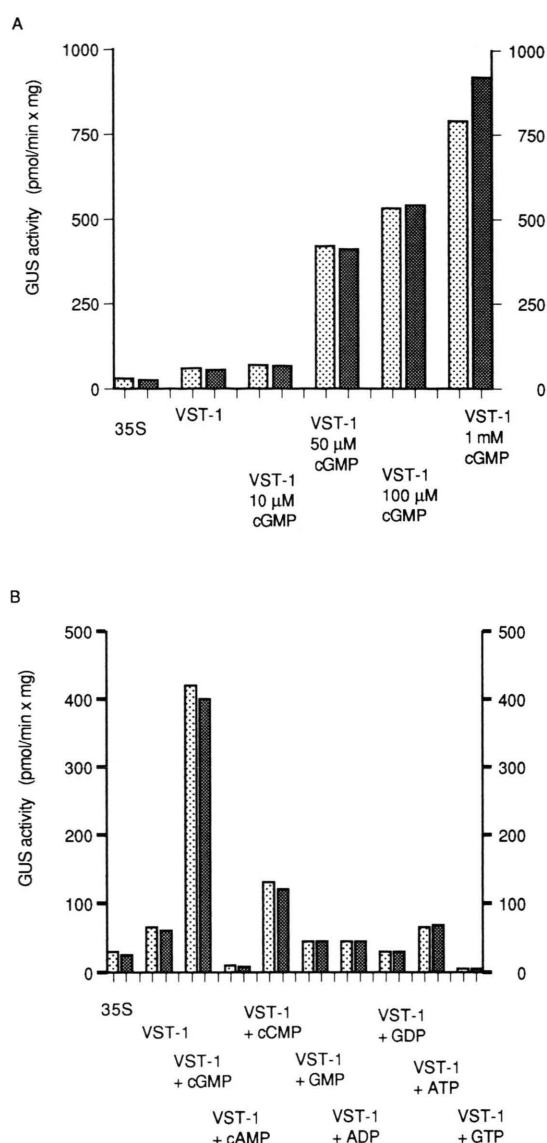 A
1000
750
500
250
0
GUS activity (pmol/min x mg)
1000
750
500
250
0
35S
VST-1
VST-1
10 µM
cGMP
VST-1
50 µM
cGMP
VST-1
100 µM
cGMP
VST-1
1 mM
cGMP
B
500
400
300
200
100
0
GUS activity (pmol/min x mg)
500
400
300
200
100
0
35S
VST-1
VST-1
+ cGMP
VST-1
+ cAMP
VST-1
+ cCMP
VST-1
+ GMP
VST-1
+ ADP
VST-1
+ GDP
VST-1
+ ATP
VST-1
+ GTP